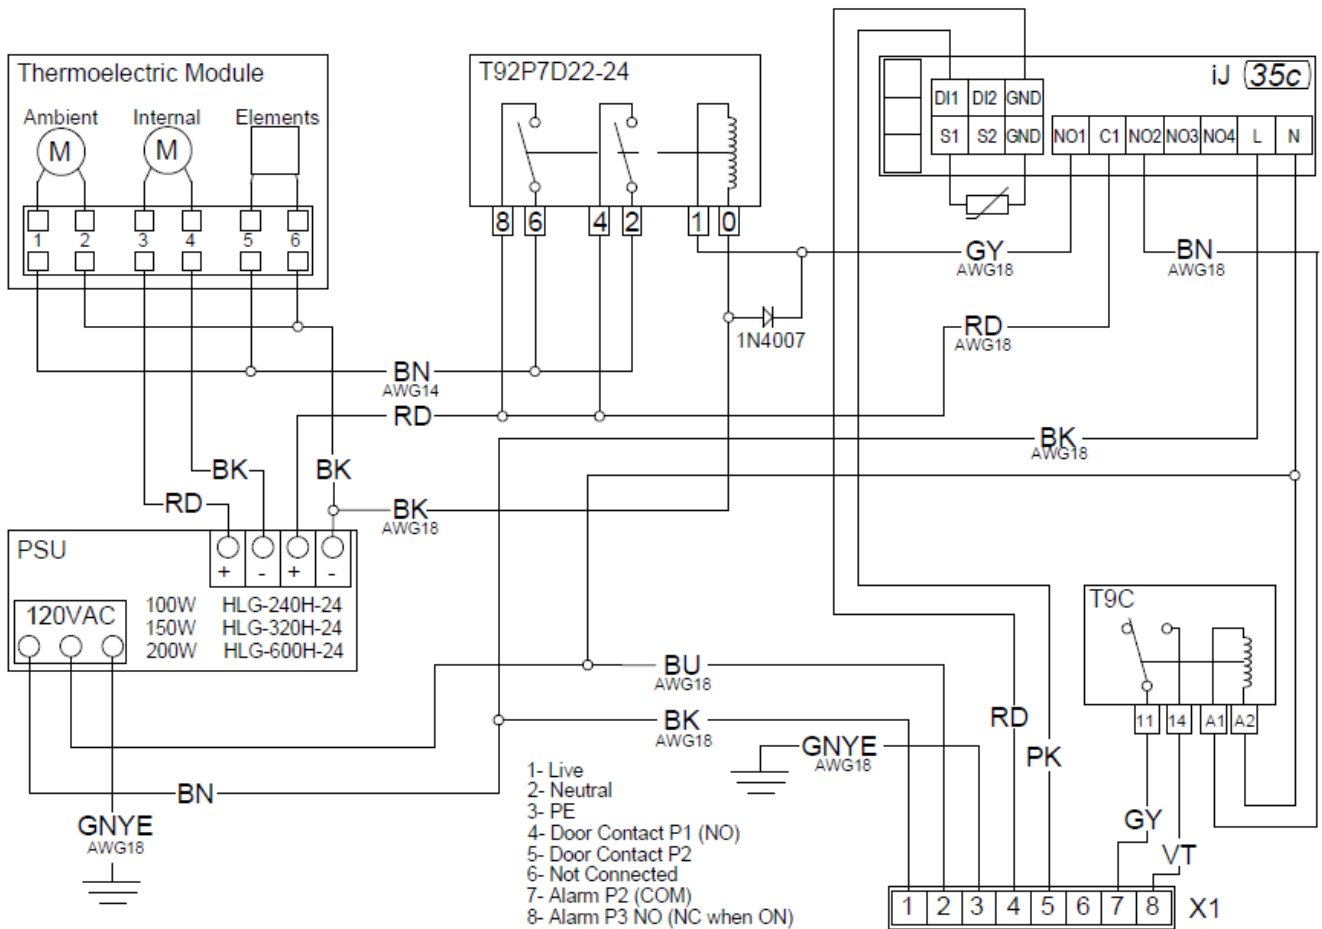 Thermoelectric Module
Ambient Internal Elements
M M
1 2 3 4 5 6
T92P7D22-24
8 6 4 2 1 0
iJ 35c
DI1 DI2 GND
S1 S2 GND
NO1 C1 NO2 NO3 NO4 L N
GY
AWG18
BN
AWG18
1N4007
RD
AWG18
BN
AWG14
RD
BK
AWG18
BK
BK
RD
BK
AWG18
PSU
+ - + -
120VAC
100W HLG-240H-24
150W HLG-320H-24
200W HLG-600H-24
T9C
11 14 A1 A2
BU
AWG18
BK
AWG18
RD
PK
GNYE
AWG18
BN
GNYE
AWG18
GY
VT
1- Live
2- Neutral
3- PE
4- Door Contact P1 (NO)
5- Door Contact P2
6- Not Connected
7- Alarm P2 (COM)
8- Alarm P3 NO (NC when ON)
1 2 3 4 5 6 7 8 X1